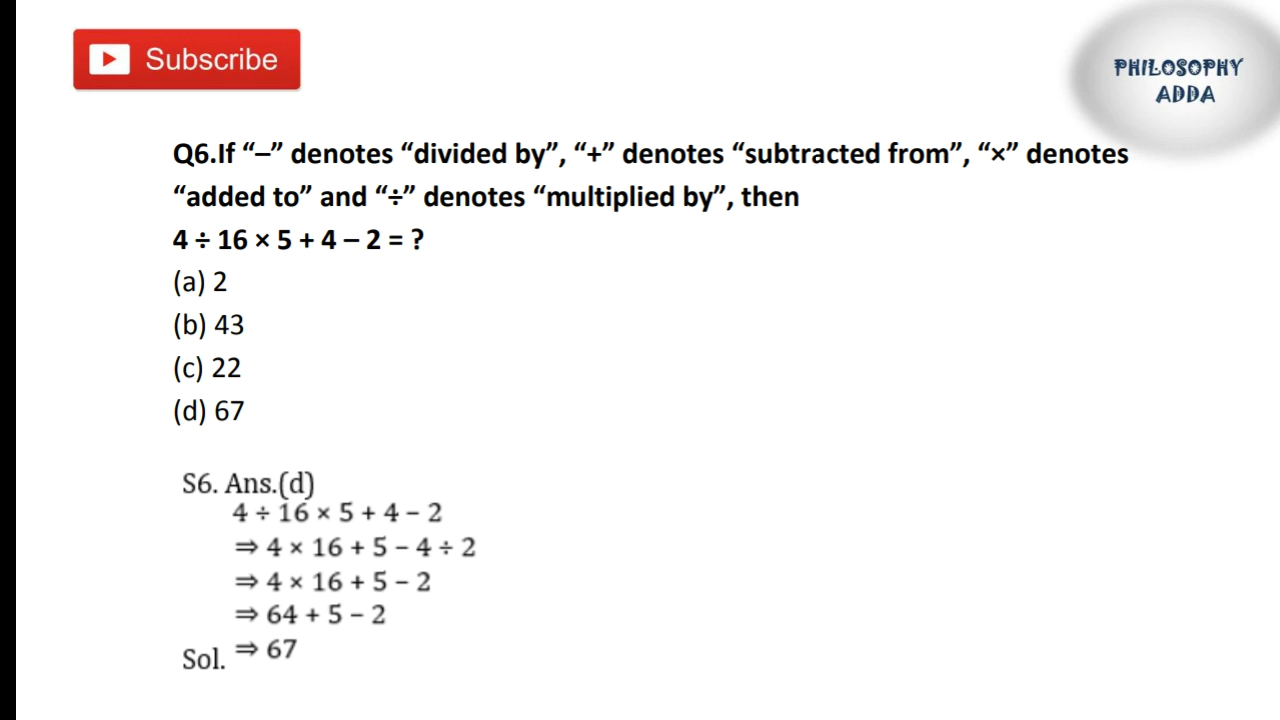 Subscribe
PHILOSOPHY
ADDA
Q6.If “–” denotes “divided by”, “+” denotes “subtracted from”, “×” denotes
“added to” and “÷” denotes “multiplied by”, then
4 ÷ 16 × 5 + 4 – 2 = ?
(a) 2
(b) 43
(c) 22
(d) 67
S6. Ans.(d)
4 ÷ 16 × 5 + 4 – 2
⇒ 4 × 16 + 5 – 4 ÷ 2
⇒ 4 × 16 + 5 – 2
⇒ 64 + 5 – 2
Sol. ⇒ 67